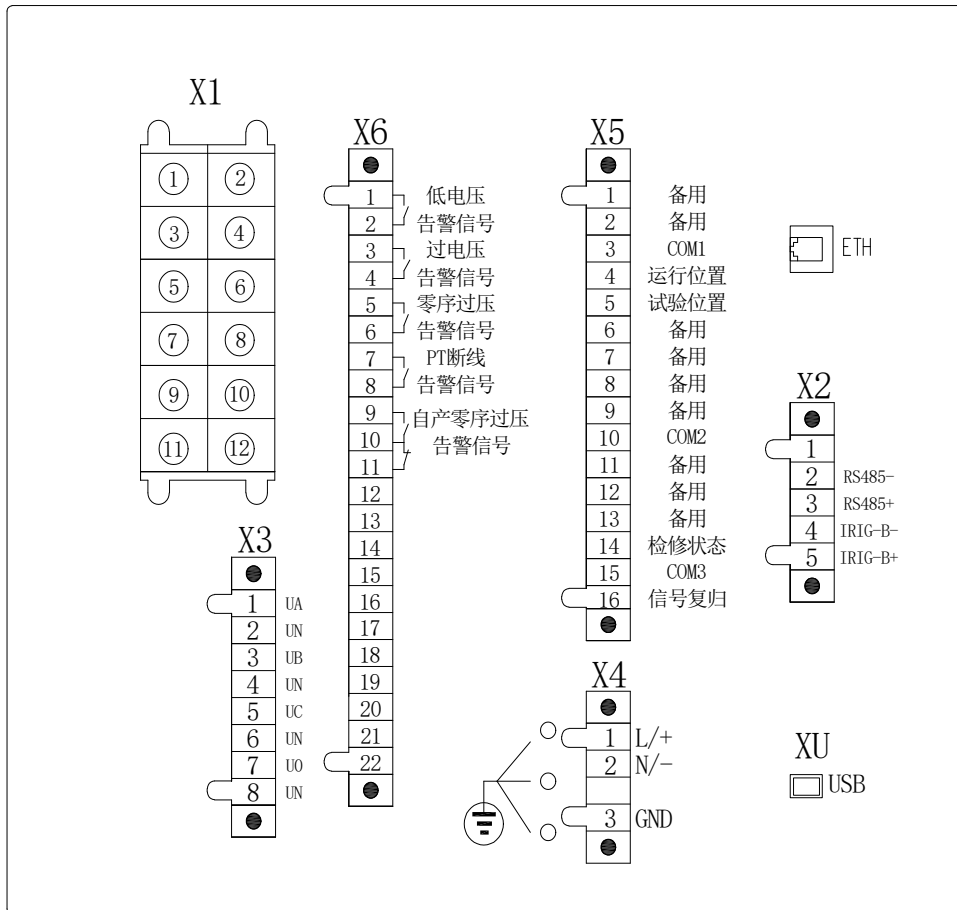 X1
① ②
③ ④
⑤ ⑥
⑦ ⑧
⑨ ⑩
⑪ ⑫
X6
1 低电压
2 告警信号
3 过电压
4 告警信号
5 零序过压
6 告警信号
7 PT断线
8 告警信号
9 自产零序过压
10 告警信号
11
12
13
14
15
16
17
18
19
20
21
22
X5
1 备用
2 备用
3 COM1
4 运行位置
5 试验位置
6 备用
7 备用
8 备用
9 备用
10 COM2
11 备用
12 备用
13 备用
14 检修状态
15 COM3
16 信号复归
ETH
X2
1
2 RS485-
3 RS485+
4 IRIG-B-
5 IRIG-B+
X3
1 UA
2 UN
3 UB
4 UN
5 UC
6 UN
7 U0
8 UN
X4
1 L/+
2 N/-
3 GND
XU
USB